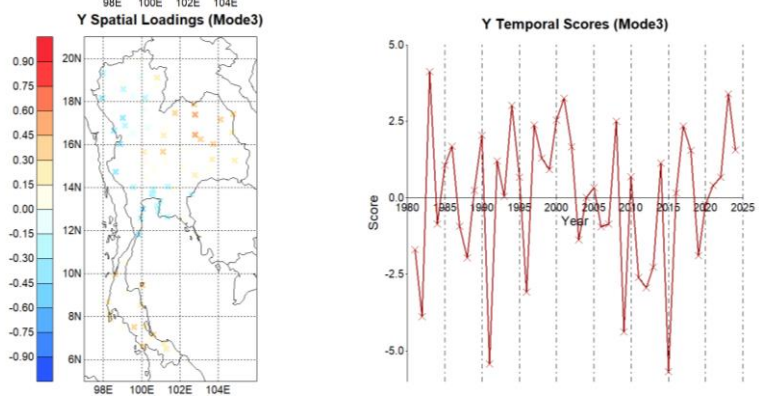 98E 100E 102E 104E
Y Spatial Loadings (Mode3)
0.90
0.75
0.60
0.45
0.30
0.15
0.00
-0.15
-0.30
-0.45
-0.60
-0.75
-0.90
20N
18N
16N
14N
12N
10N
8N
6N
98E 100E 102E 104E
Y Temporal Scores (Mode3)
5.0
2.5
0.0
-2.5
-5.0
Score
1980 1985 1990 1995 2000 2005 2010 2015 2020 2025
Year